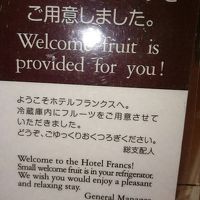 ご用意しました。
Welcome fruit is
provided for you!
ようこそホテルフランクスへ。
冷蔵庫内にフルーツをご用意させて
いただきました。
どうぞ、ごゆっくりおくつろぎください。
総支配人
Welcome to the Hotel Francs!
Small welcome fruit is in your refrigerator.
We wish you would enjoy a pleasant
and relaxing stay.
General Manager